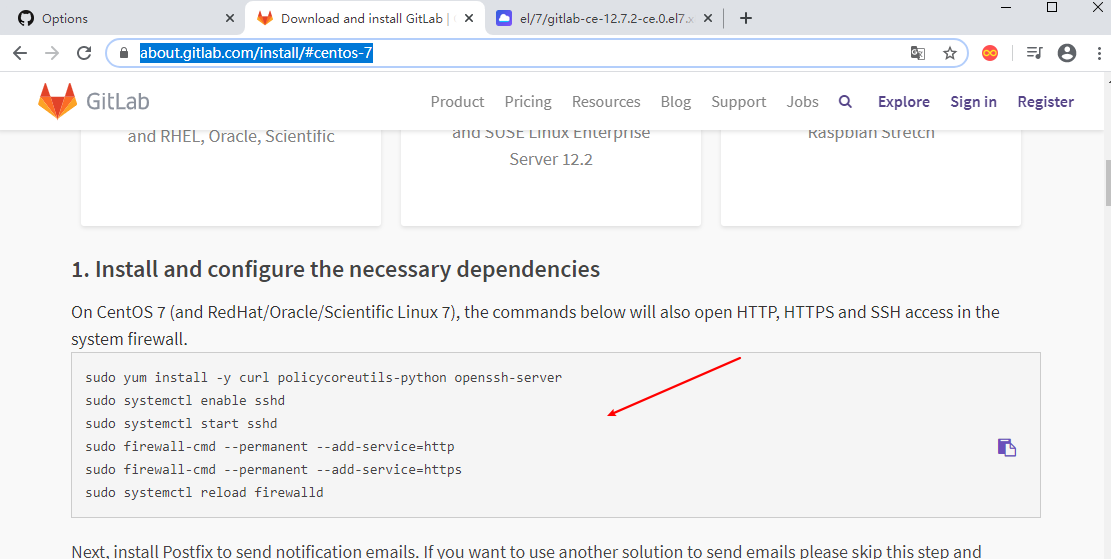 Options
Download and install GitLab |
el/7/gitlab-ce-12.7.2-ce.0.el7.x
about.gitlab.com/install/#centos-7
GitLab
Product Pricing Resources Blog Support Jobs Explore Sign in Register
and RHEL, Oracle, Scientific
and SUSE Linux Enterprise
Server 12.2
Raspbian Stretch
1. Install and configure the necessary dependencies
On CentOS 7 (and RedHat/Oracle/Scientific Linux 7), the commands below will also open HTTP, HTTPS and SSH access in the
system firewall.
sudo yum install -y curl policycoreutils-python openssh-server
sudo systemctl enable sshd
sudo systemctl start sshd
sudo firewall-cmd --permanent --add-service=http
sudo firewall-cmd --permanent --add-service=https
sudo systemctl reload firewalld
Next, install Postfix to send notification emails. If you want to use another solution to send emails please skip this step and